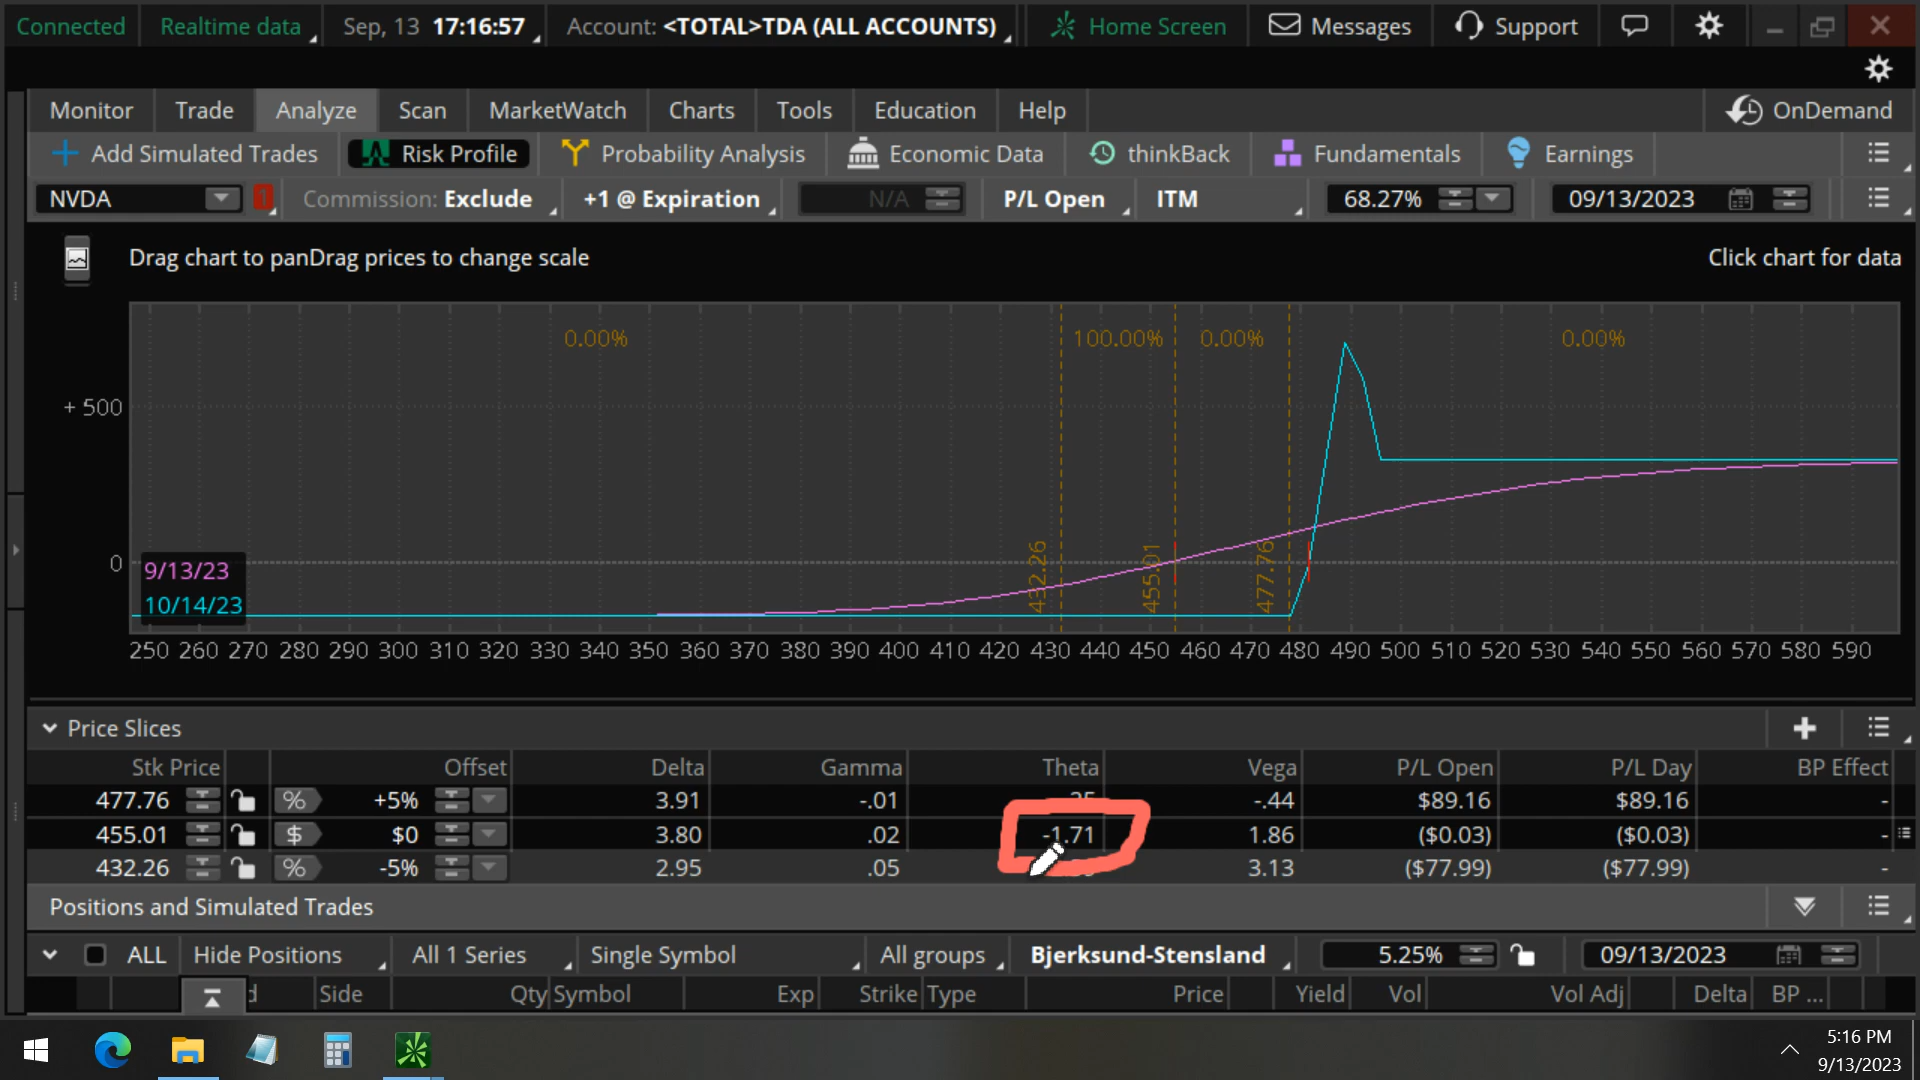 Connected Realtime data Sep, 13 17:16:57 Account: <TOTAL>TDA (ALL ACCOUNTS) Home Screen Messages Support
Monitor Trade Analyze Scan MarketWatch Charts Tools Education Help OnDemand
Add Simulated Trades Risk Profile Probability Analysis Economic Data thinkBack Fundamentals Earnings
NVDA 1 Commission: Exclude +1 @ Expiration N/A P/L Open ITM 68.27% 09/13/2023
Drag chart to panDrag prices to change scale Click chart for data
0.00% 100.00% 0.00% 0.00%
+ 500
0
432.26 455.01 477.76
9/13/23
10/14/23
250 260 270 280 290 300 310 320 330 340 350 360 370 380 390 400 410 420 430 440 450 460 470 480 490 500 510 520 530 540 550 560 570 580 590
Price Slices
Stk Price Offset Delta Gamma Theta Vega P/L Open P/L Day BP Effect
477.76 % +5% 3.91 -.01 -.44 $89.16 $89.16 -
455.01 $ $0 3.80 .02 -1.71 1.86 ($0.03) ($0.03) -
432.26 % -5% 2.95 .05 3.13 ($77.99) ($77.99) -
Positions and Simulated Trades
ALL Hide Positions All 1 Series Single Symbol All groups Bjerksund-Stensland 5.25% 09/13/2023
Side Qty Symbol Exp Strike Type Price Yield Vol Vol Adj Delta BP ...
5:16 PM
9/13/2023